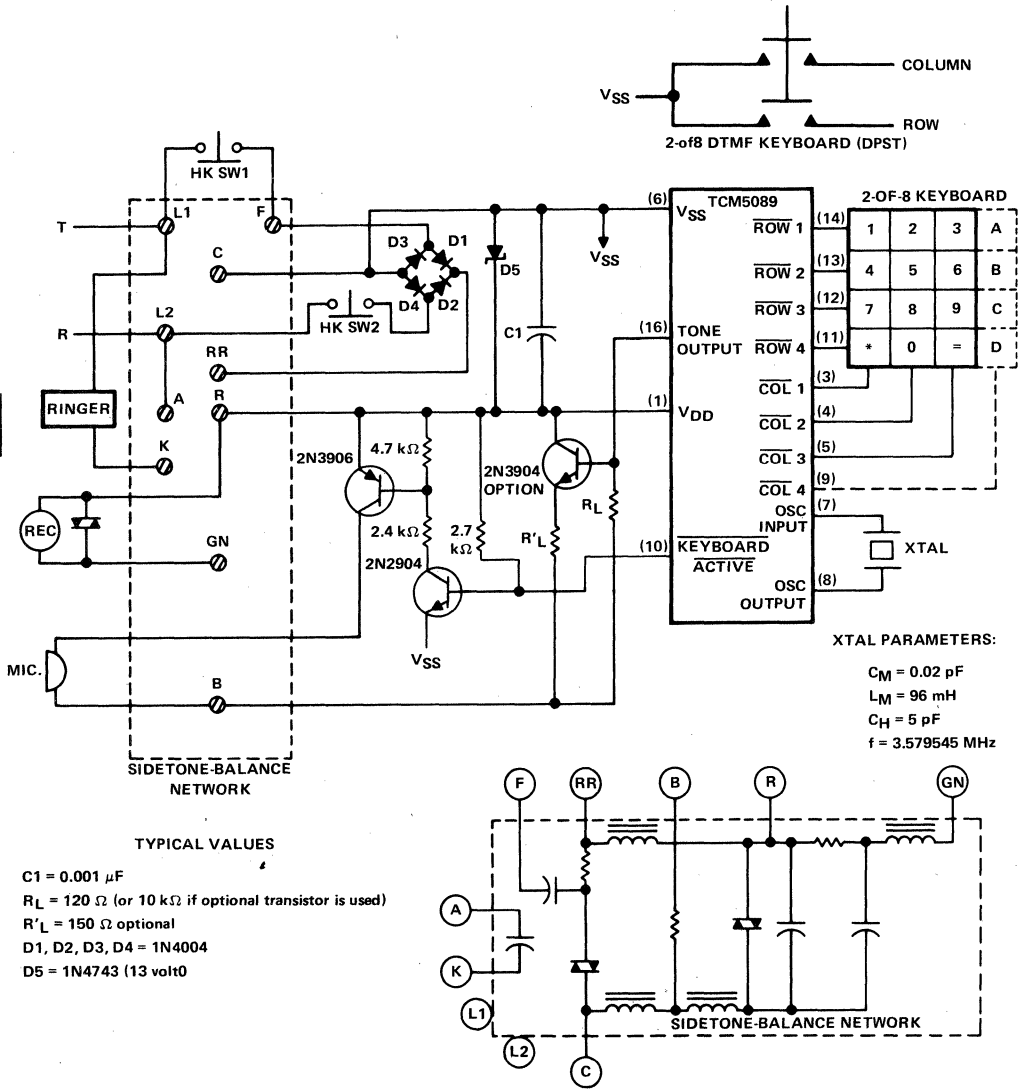 COLUMN
VSS
ROW
2-of8 DTMF KEYBOARD (DPST)
HK SW1
L1
F
T
C
D3
D1
D4
D2
D5
VSS
L2
R
HK SW2
C1
RR
RINGER
A
R
K
REC
GN
MIC.
B
SIDETONE-BALANCE
NETWORK
2N3906
4.7 kΩ
2.4 kΩ
2N2904
VSS
2.7
kΩ
2N3904
OPTION
RL
R'L
(6)
(16)
(1)
(10)
TCM5089
VSS
TONE
OUTPUT
VDD
KEYBOARD
ACTIVE
ROW 1
ROW 2
ROW 3
ROW 4
COL 1
COL 2
COL 3
COL 4
OSC
INPUT
OSC
OUTPUT
(14)
(13)
(12)
(11)
(3)
(4)
(5)
(9)
(7)
(8)
2-OF-8 KEYBOARD
1 2 3 A
4 5 6 B
7 8 9 C
* 0 = D
XTAL
XTAL PARAMETERS:
CM = 0.02 pF
LM = 96 mH
CH = 5 pF
f = 3.579545 MHz
TYPICAL VALUES
C1 = 0.001 μF
RL = 120 Ω (or 10 kΩ if optional transistor is used)
R'L = 150 Ω optional
D1, D2, D3, D4 = 1N4004
D5 = 1N4743 (13 volt0
F
RR
B
R
GN
A
K
L1
L2
C
SIDETONE-BALANCE NETWORK